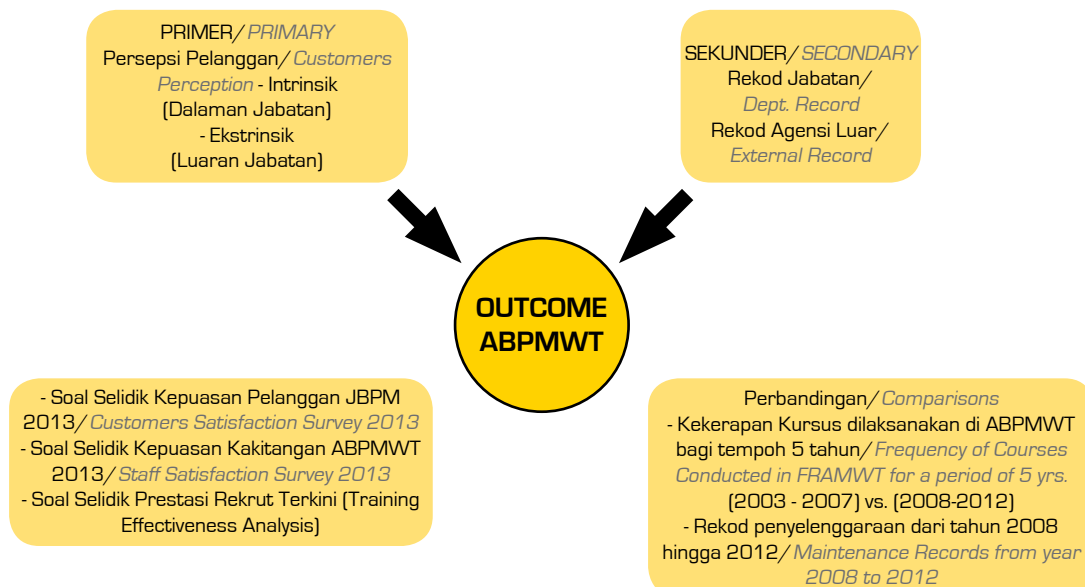 PRIMER/ PRIMARY
Persepsi Pelanggan/ Customers
Perception - Intrinsik
(Dalaman Jabatan)
- Ekstrinsik
(Luaran Jabatan)
SEKUNDER/ SECONDARY
Rekod Jabatan/
Dept. Record
Rekod Agensi Luar/
External Record
OUTCOME
ABPMWT
- Soal Selidik Kepuasan Pelanggan JBPM
2013/ Customers Satisfaction Survey 2013
- Soal Selidik Kepuasan Kakitangan ABPMWT
2013/ Staff Satisfaction Survey 2013
- Soal Selidik Prestasi Rekrut Terkini (Training
Effectiveness Analysis)
Perbandingan/ Comparisons
- Kekerapan Kursus dilaksanakan di ABPMWT
bagi tempoh 5 tahun/ Frequency of Courses
Conducted in FRAMWT for a period of 5 yrs.
(2003 - 2007) vs. (2008-2012)
- Rekod penyelenggaraan dari tahun 2008
hingga 2012/ Maintenance Records from year
2008 to 2012